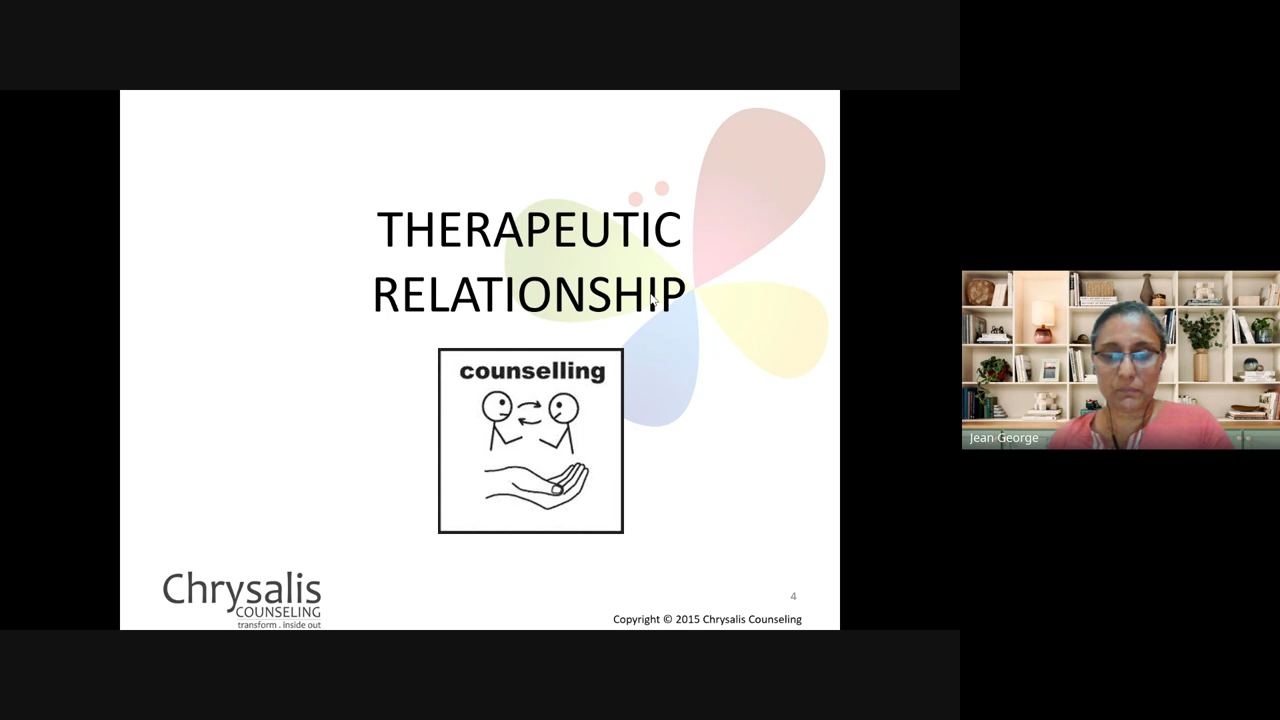 THERAPEUTIC
RELATIONSHIP
counselling
Chrysalis
COUNSELING
transform . inside out
4
Copyright © 2015 Chrysalis Counseling
Jean George